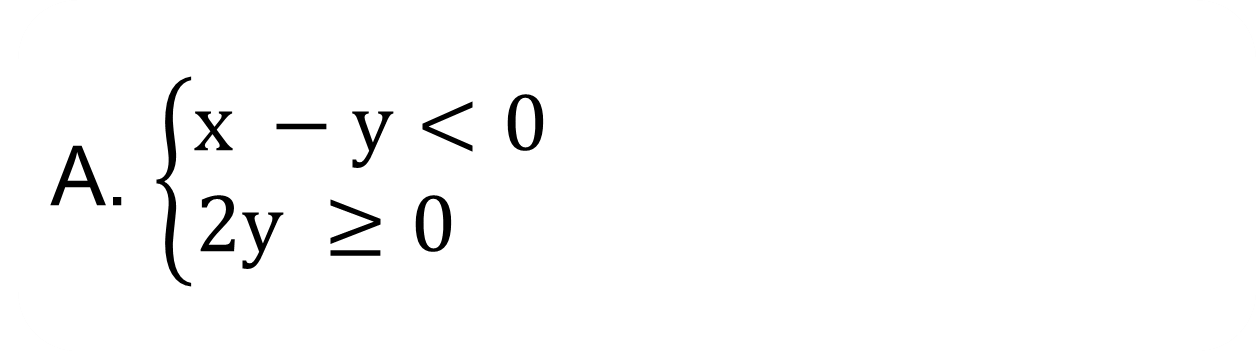 A. { x − y < 0
2y ≥ 0